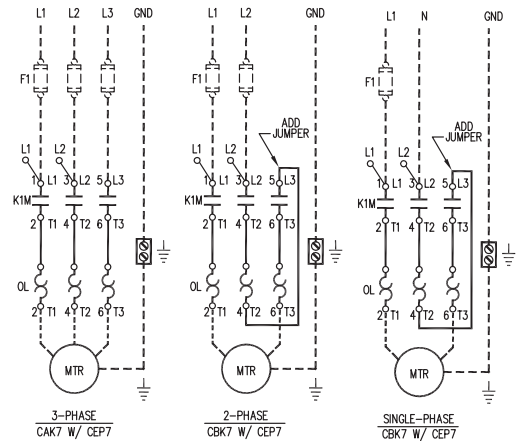 L1 L2 L3 GND
F1
L1 L2
1 L1 3 L2 5 L3
K1M
2 T1 4 T2 6 T3
OL
2 T1 4 T2 6 T3
MTR
3-PHASE
CAK7 W/ CEP7
L1 L2 GND
F1
ADD
JUMPER
L1 L2
1 L1 3 L2 5 L3
K1M
2 T1 4 T2 6 T3
OL
2 T1 4 T2 6 T3
MTR
2-PHASE
CBK7 W/ CEP7
L1 N GND
F1
ADD
JUMPER
L1 L2
1 L1 3 L2 5 L3
K1M
2 T1 4 T2 6 T3
OL
2 T1 4 T2 6 T3
MTR
SINGLE-PHASE
CBK7 W/ CEP7